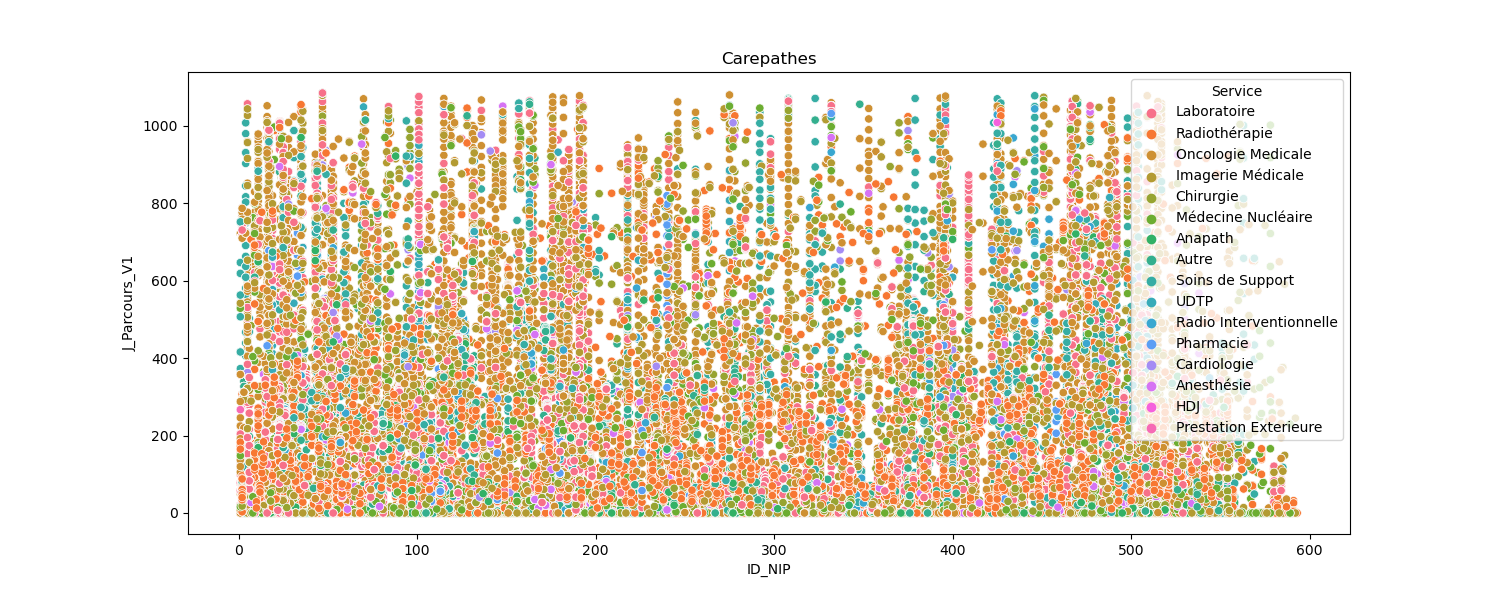 Carepathes
J_Parcours_V1
1000
800
600
400
200
0
0 100 200 300 400 500 600
ID_NIP
Service
Laboratoire
Radiothérapie
Oncologie Medicale
Imagerie Médicale
Chirurgie
Médecine Nucléaire
Anapath
Autre
Soins de Support
UDTP
Radio Interventionnelle
Pharmacie
Cardiologie
Anesthésie
HDJ
Prestation Exterieure